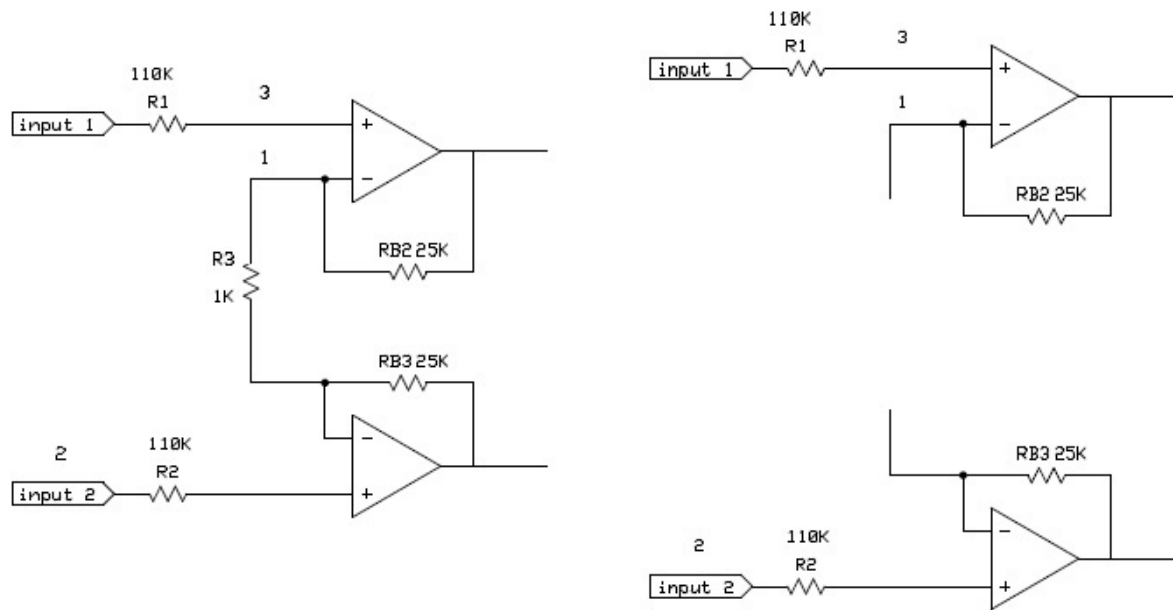 110K
R1
3
input 1
+
1
-
RB2 25K
R3
1K
RB3 25K
-
2
110K
R2
input 2
+
110K
R1
3
input 1
+
1
-
RB2 25K
RB3 25K
-
2
110K
R2
input 2
+